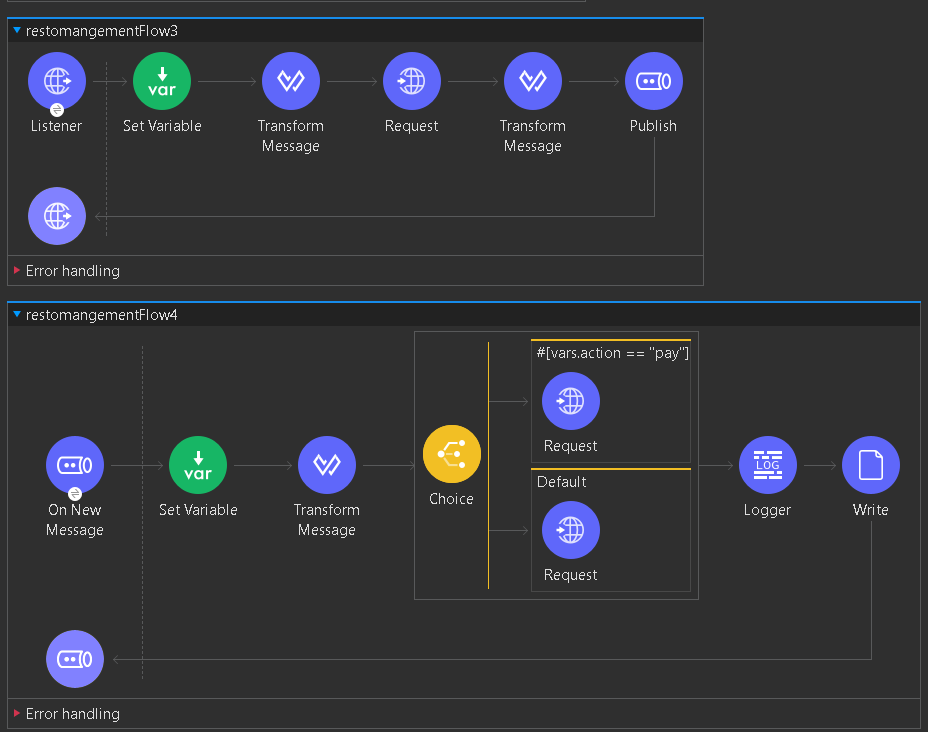 restomangementFlow3
var
Listener
Set Variable
Transform
Message
Request
Transform
Message
Publish
Error handling
restomangementFlow4
#[vars.action == "pay"]
Request
Default
Request
Choice
On New
Message
var
Set Variable
Transform
Message
LOG
Logger
Write
Error handling